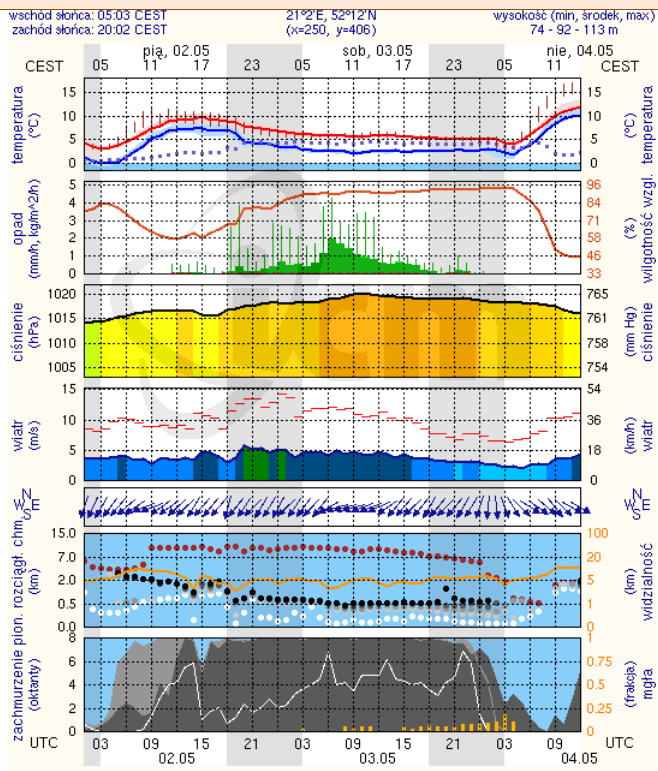 wschód słońca: 05:03 CEST 21°2'E, 52°12'N wysokość (min, środek, max)
zachód słońca: 20:02 CEST (x=250, y=406) 74 - 92 - 113 m
pią, 02.05 sob, 03.05 nie, 04.05
CEST 05 11 17 23 05 11 17 23 05 11 CEST
temperatura (°C)
15 10 5 0
15 10 5 0
temperatura (°C)
opad (mm/h, kg/m^2/h)
5 4 3 2 1 0
96 84 71 58 46 33
(%) wilgotność wzgl.
icm
ciśnienie (hPa)
1020 1015 1010 1005
765 761 758 754
(mm Hg) ciśnienie
wiatr (m/s)
15 10 5 0
54 36 18 0
(km/h) wiatr
N W E S
N W E S
pion. rozciągł. chm. (km)
15.0 7.0 2.0 0.5 0.0
100 20 5 1 0
(km) widzialność
zachmurzenie (oktanty)
8 6 4 2 0
1 0.75 0.5 0.25 0
(frakcja) mgła
UTC 03 09 15 21 03 09 15 21 03 09 UTC
02.05 03.05 04.05